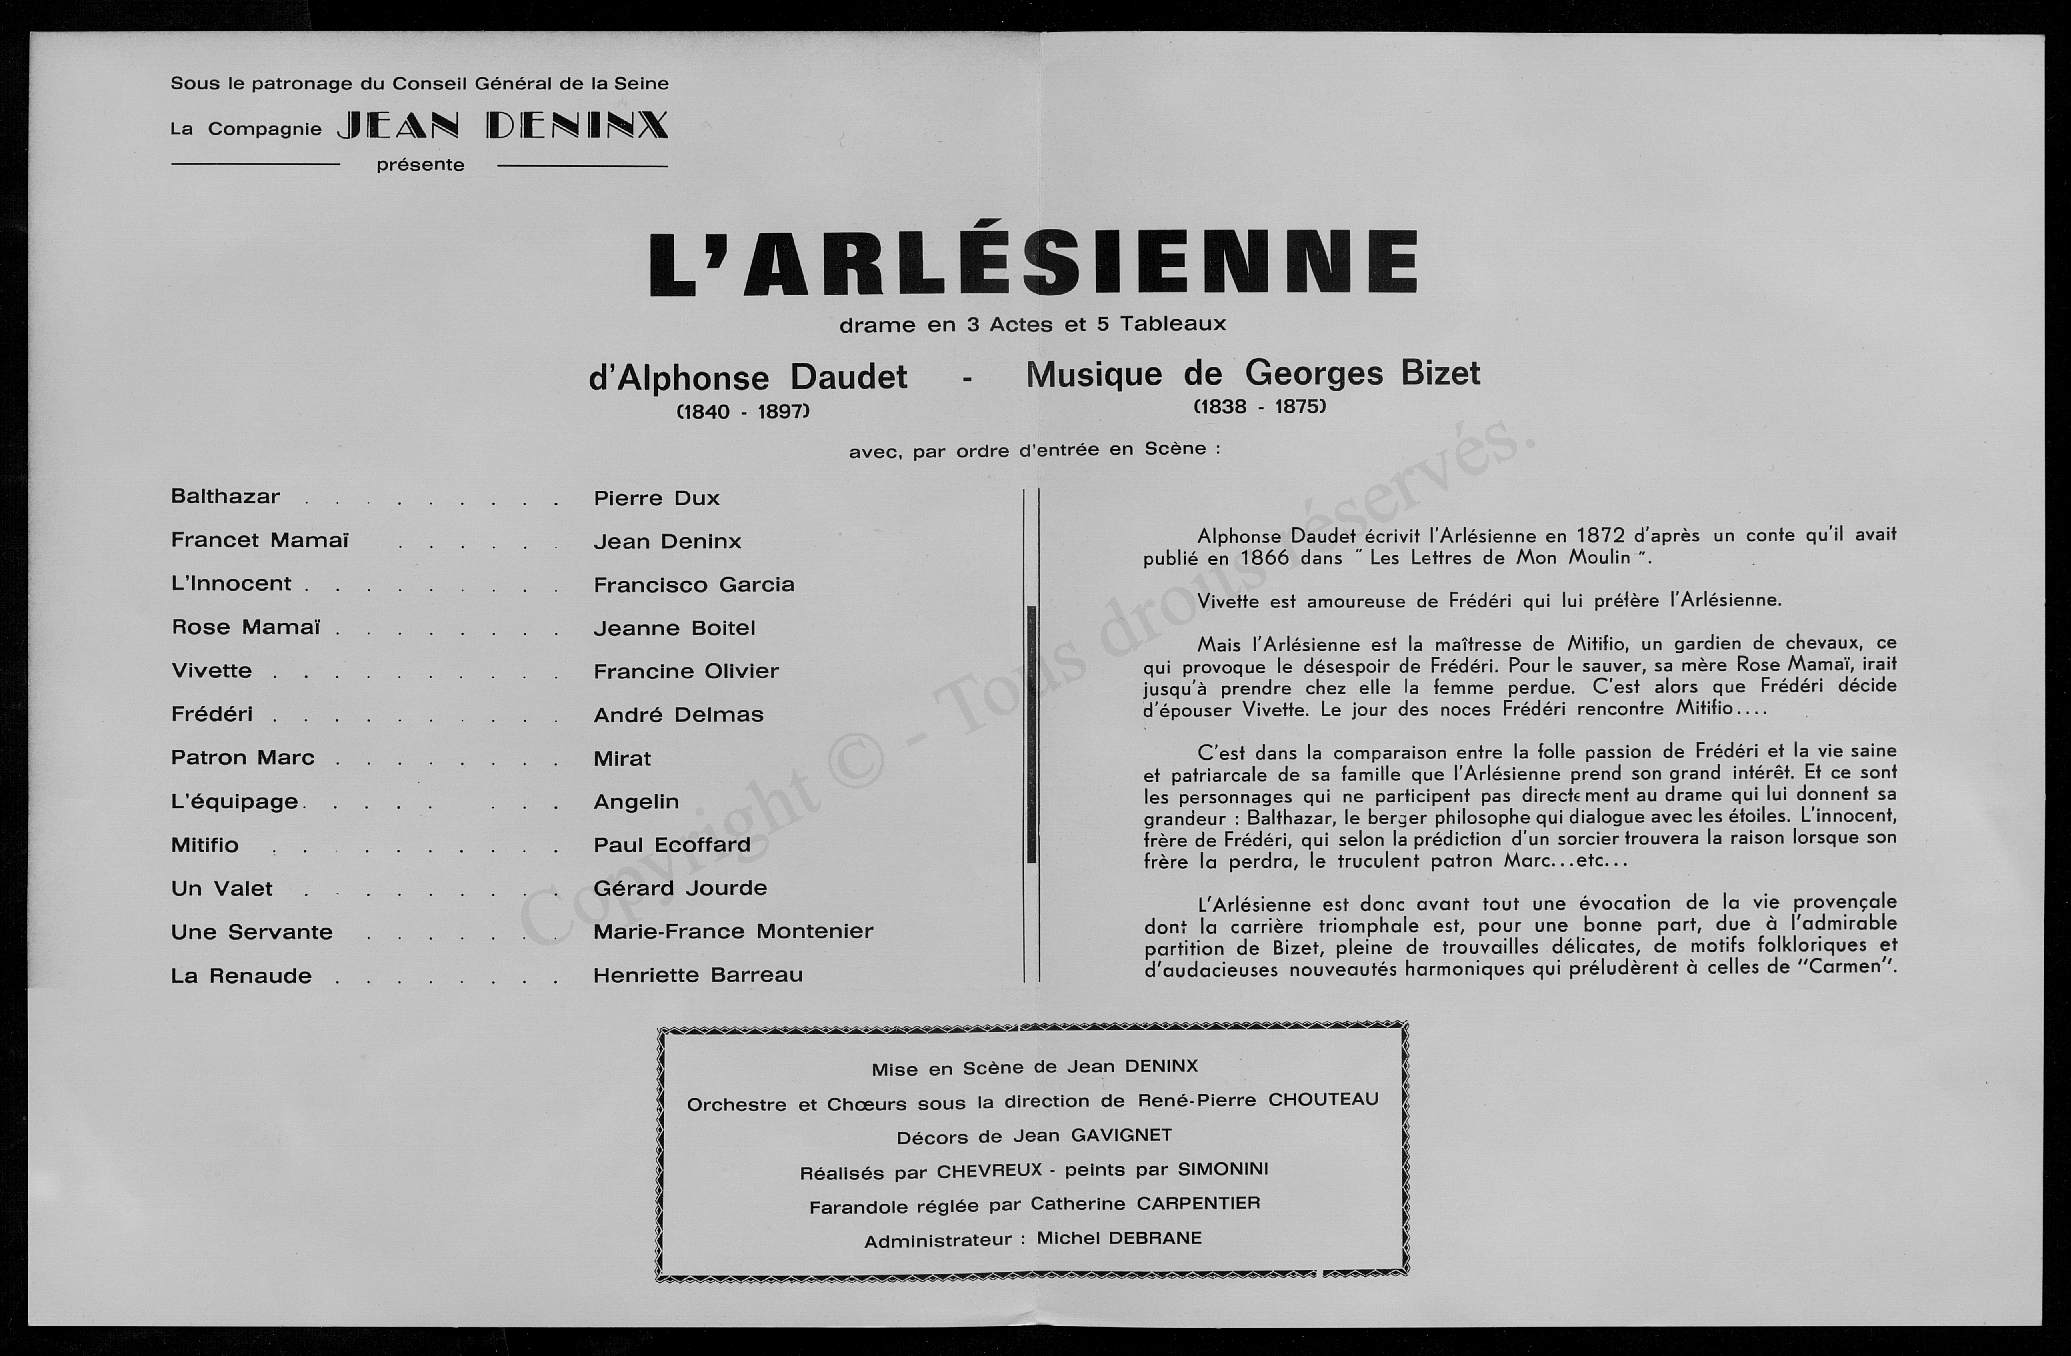 Sous le patronage du Conseil Général de la Seine
La Compagnie JEAN DENINX
présente
L'ARLÉSIENNE
drame en 3 Actes et 5 Tableaux
d'Alphonse Daudet - Musique de Georges Bizet
(1840 - 1897) (1838 - 1875)
avec, par ordre d'entrée en Scène :
Balthazar . . . . . . . . . Pierre Dux
Francet Mamaï . . . . . . Jean Deninx
L'Innocent . . . . . . . . . Francisco Garcia
Rose Mamaï . . . . . . . . Jeanne Boitel
Vivette . . . . . . . . . . Francine Olivier
Frédéri . . . . . . . . . . André Delmas
Patron Marc . . . . . . . . Mirat
L'équipage . . . . . . . Angelin
Mitifio . . . . . . . . . . Paul Ecoffard
Un Valet . . . . . . . . . Gérard Jourde
Une Servante . . . . . . . Marie-France Montenier
La Renaude . . . . . . . . Henriette Barreau
Alphonse Daudet écrivit l'Arlésienne en 1872 d'après un conte qu'il avait
publié en 1866 dans " Les Lettres de Mon Moulin ".
Vivette est amoureuse de Frédéri qui lui préfère l'Arlésienne.
Mais l'Arlésienne est la maîtresse de Mitifio, un gardien de chevaux, ce
qui provoque le désespoir de Frédéri. Pour le sauver, sa mère Rose Mamaï, irait
jusqu'à prendre chez elle la femme perdue. C'est alors que Frédéri décide
d'épouser Vivette. Le jour des noces Frédéri rencontre Mitifio....
C'est dans la comparaison entre la folle passion de Frédéri et la vie saine
et patriarcale de sa famille que l'Arlésienne prend son grand intérêt. Et ce sont
les personnages qui ne participent pas directement au drame qui lui donnent sa
grandeur : Balthazar, le berger philosophe qui dialogue avec les étoiles. L'innocent,
frère de Frédéri, qui selon la prédiction d'un sorcier trouvera la raison lorsque son
frère la perdra, le truculent patron Marc...etc...
L'Arlésienne est donc avant tout une évocation de la vie provençale
dont la carrière triomphale est, pour une bonne part, due à l'admirable
partition de Bizet, pleine de trouvailles délicates, de motifs folkloriques et
d'audacieuses nouveautés harmoniques qui préludèrent à celles de "Carmen".
Mise en Scène de Jean DENINX
Orchestre et Chœurs sous la direction de René-Pierre CHOUTEAU
Décors de Jean GAVIGNET
Réalisés par CHEVREUX - peints par SIMONINI
Farandole réglée par Catherine CARPENTIER
Administrateur : Michel DEBRANE
Copyright © - Tous droits réservés.